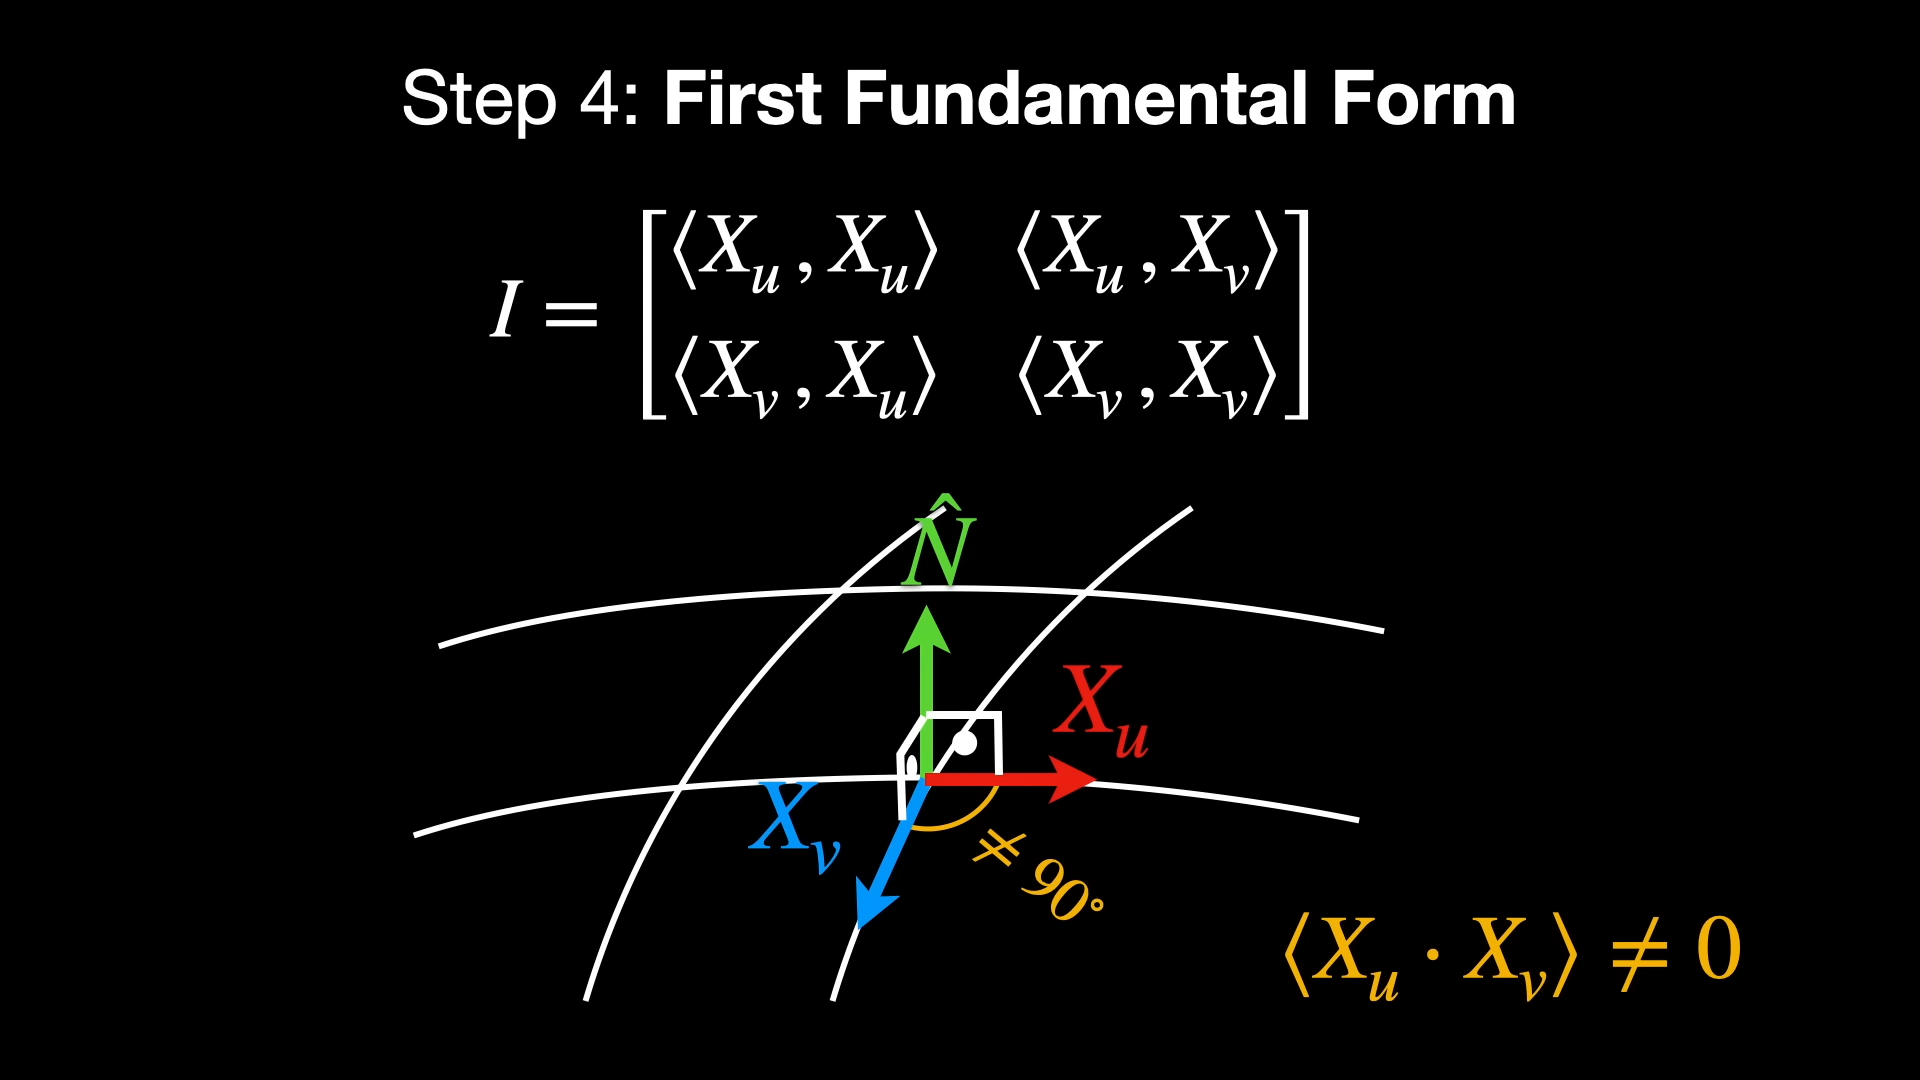 Step 4: First Fundamental Form
I = [⟨X_u , X_u⟩ ⟨X_u , X_v⟩
⟨X_v , X_u⟩ ⟨X_v , X_v⟩]
N̂
X_u
X_v
≠ 90°
⟨X_u · X_v⟩ ≠ 0